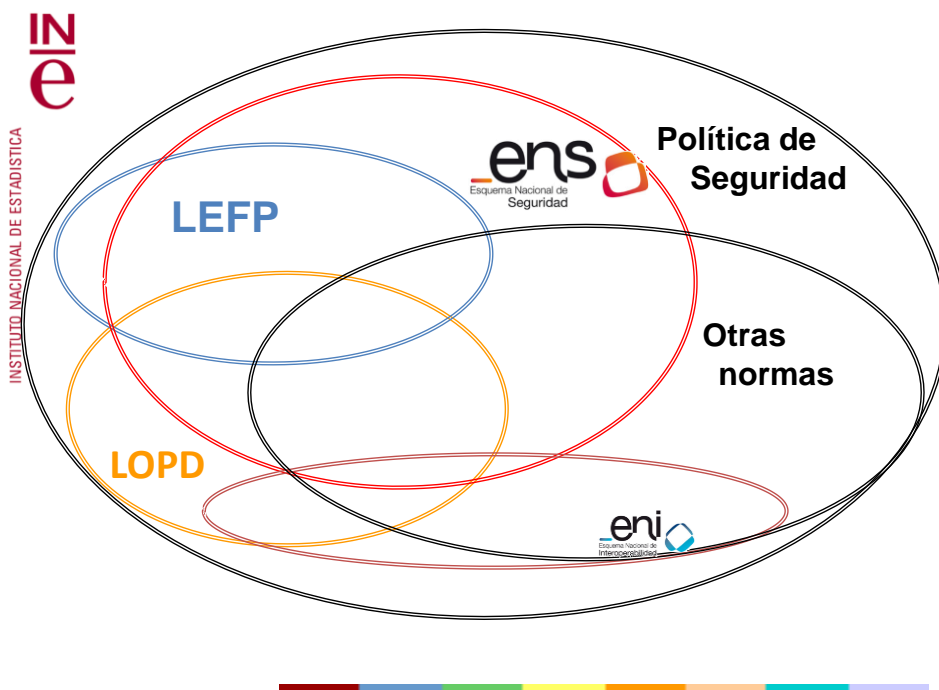 INe
INSTITUTO NACIONAL DE ESTADISTICA
ens
Esquema Nacional de
Seguridad
Política de
Seguridad
LEFP
Otras
normas
LOPD
eni
Esquema Nacional de
Interoperabilidad